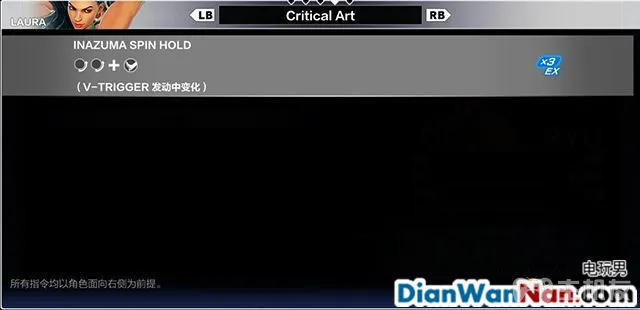 LAURA
LB
Critical Art
RB
INAZUMA SPIN HOLD
x3
EX
（V-TRIGGER 发动中变化）
所有指令均以角色面向右侧为前提。
电玩男
DianWanNan.com